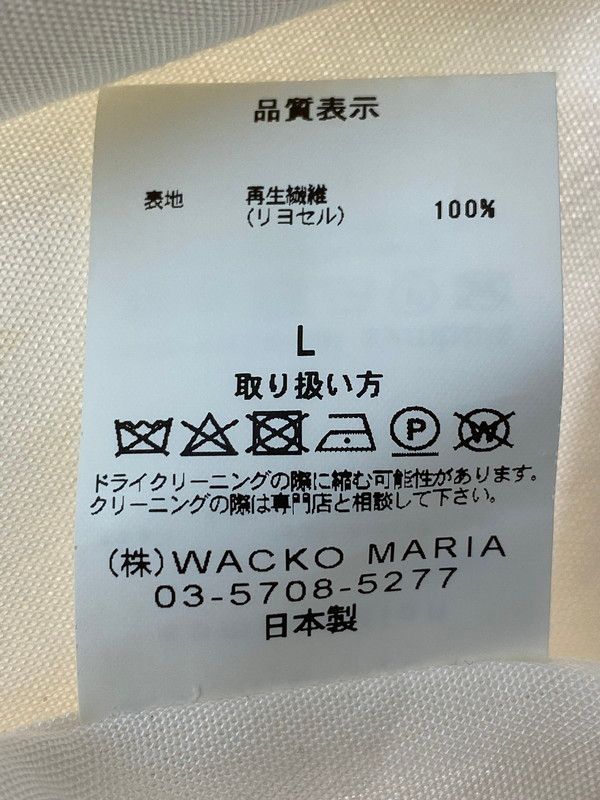 品質表示
表地 再生繊維 100%
(リヨセル)
L
取り扱い方
P W
ドライクリーニングの際に縮む可能性があります。
クリーニングの際は専門店と相談して下さい。
(株)WACKO MARIA
03-5708-5277
日本製